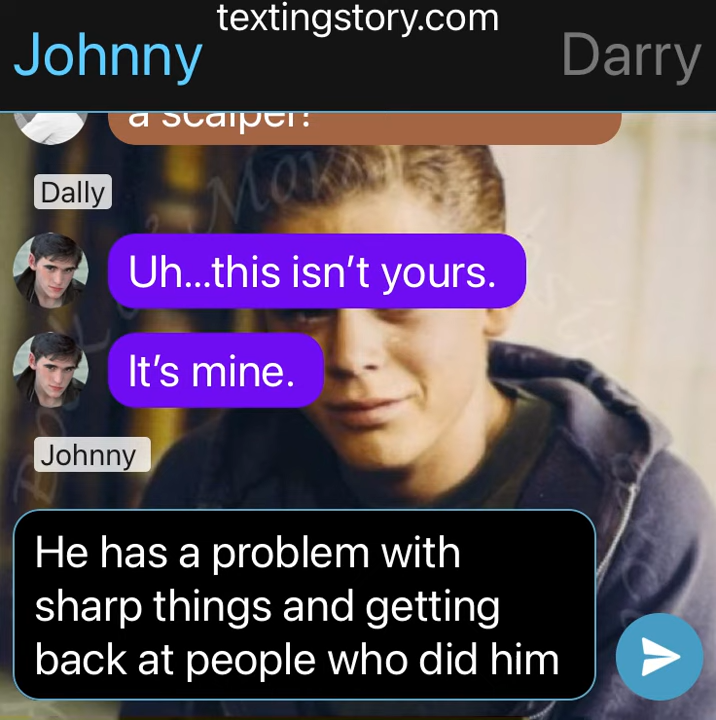 textingstory.com
Johnny
Darry
a scalper!
Dally
Uh...this isn’t yours.
It’s mine.
Johnny
He has a problem with
sharp things and getting
back at people who did him